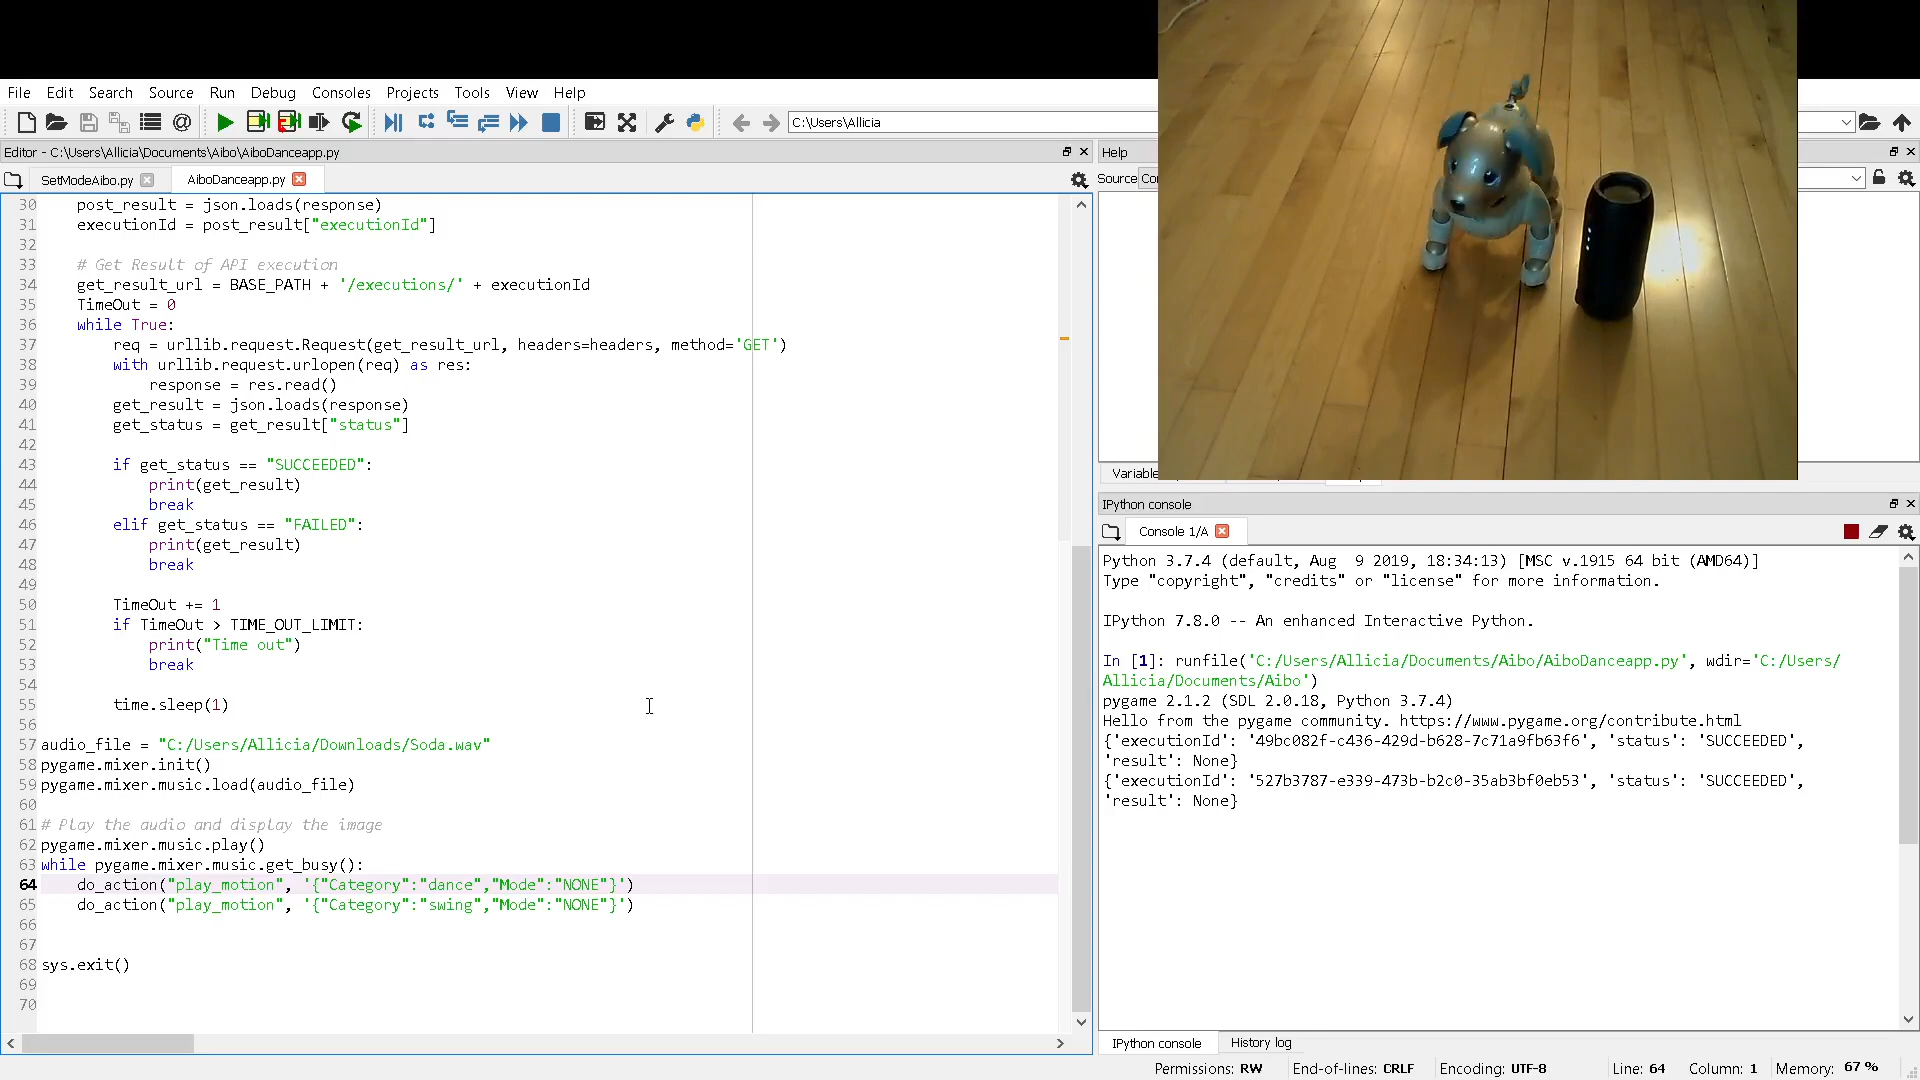 File Edit Search Source Run Debug Consoles Projects Tools View Help
C:\Users\Allicia
Editor - C:\Users\Allicia\Documents\Aibo\AiboDanceapp.py
SetModeAibo.py AiboDanceapp.py
30 post_result = json.loads(response)
31 executionId = post_result["executionId"]
32
33 # Get Result of API execution
34 get_result_url = BASE_PATH + '/executions/' + executionId
35 TimeOut = 0
36 while True:
37 req = urllib.request.Request(get_result_url, headers=headers, method='GET')
38 with urllib.request.urlopen(req) as res:
39 response = res.read()
40 get_result = json.loads(response)
41 get_status = get_result["status"]
42
43 if get_status == "SUCCEEDED":
44 print(get_result)
45 break
46 elif get_status == "FAILED":
47 print(get_result)
48 break
49
50 TimeOut += 1
51 if TimeOut > TIME_OUT_LIMIT:
52 print("Time out")
53 break
54
55 time.sleep(1)
56
57 audio_file = "C:/Users/Allicia/Downloads/Soda.wav"
58 pygame.mixer.init()
59 pygame.mixer.music.load(audio_file)
60
61 # Play the audio and display the image
62 pygame.mixer.music.play()
63 while pygame.mixer.music.get_busy():
64 do_action("play_motion", '{"Category":"dance","Mode":"NONE"}')
65 do_action("play_motion", '{"Category":"swing","Mode":"NONE"}')
66
67
68 sys.exit()
69
70
Help
Source Co
Variable
IPython console
Console 1/A
Python 3.7.4 (default, Aug 9 2019, 18:34:13) [MSC v.1915 64 bit (AMD64)]
Type "copyright", "credits" or "license" for more information.
IPython 7.8.0 -- An enhanced Interactive Python.
In [1]: runfile('C:/Users/Allicia/Documents/Aibo/AiboDanceapp.py', wdir='C:/Users/
Allicia/Documents/Aibo')
pygame 2.1.2 (SDL 2.0.18, Python 3.7.4)
Hello from the pygame community. https://www.pygame.org/contribute.html
{'executionId': '49bc082f-c436-429d-b628-7c71a9fb63f6', 'status': 'SUCCEEDED',
'result': None}
{'executionId': '527b3787-e339-473b-b2c0-35ab3bf0eb53', 'status': 'SUCCEEDED',
'result': None}
IPython console History log
Permissions: RW End-of-lines: CRLF Encoding: UTF-8 Line: 64 Column: 1 Memory: 67 %